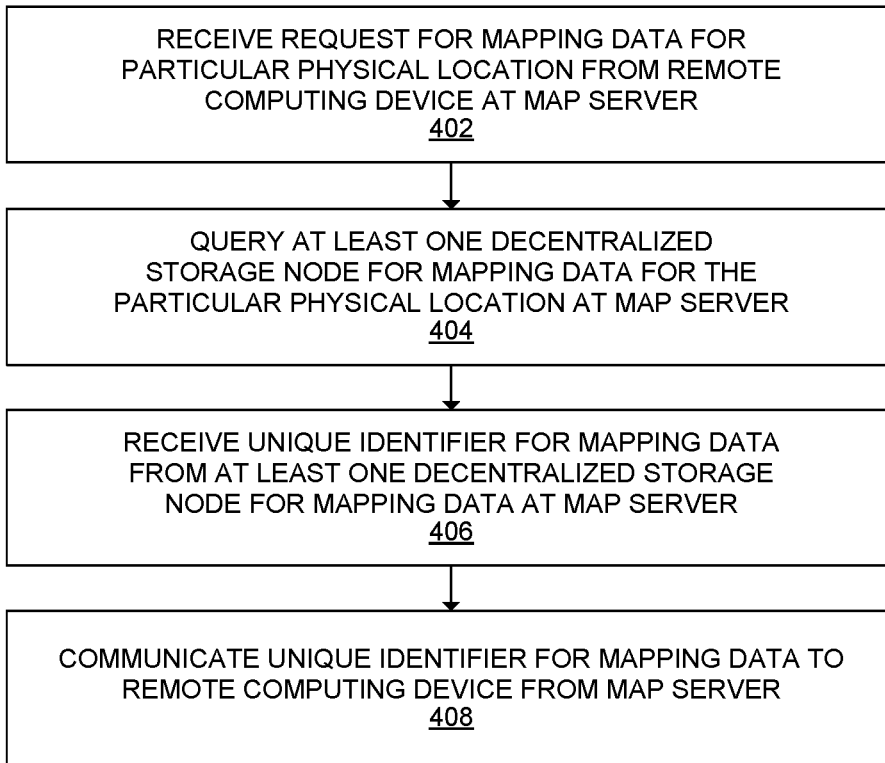 RECEIVE REQUEST FOR MAPPING DATA FOR
PARTICULAR PHYSICAL LOCATION FROM REMOTE
COMPUTING DEVICE AT MAP SERVER
402
QUERY AT LEAST ONE DECENTRALIZED
STORAGE NODE FOR MAPPING DATA FOR THE
PARTICULAR PHYSICAL LOCATION AT MAP SERVER
404
RECEIVE UNIQUE IDENTIFIER FOR MAPPING DATA
FROM AT LEAST ONE DECENTRALIZED STORAGE
NODE FOR MAPPING DATA AT MAP SERVER
406
COMMUNICATE UNIQUE IDENTIFIER FOR MAPPING DATA TO
REMOTE COMPUTING DEVICE FROM MAP SERVER
408